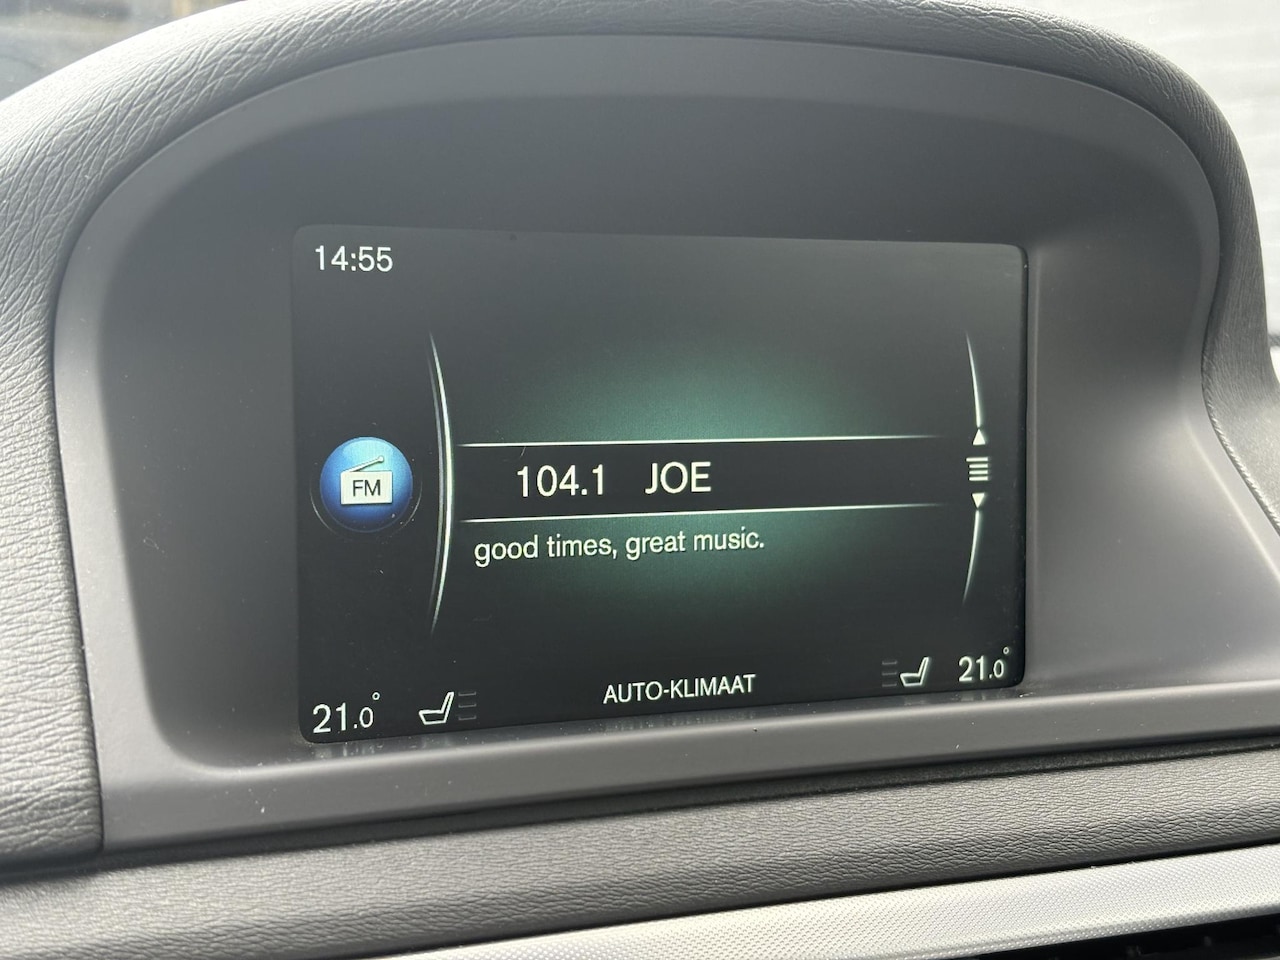 14:55
FM
104.1 JOE
good times, great music.
AUTO-KLIMAAT
21.0° 21.0°